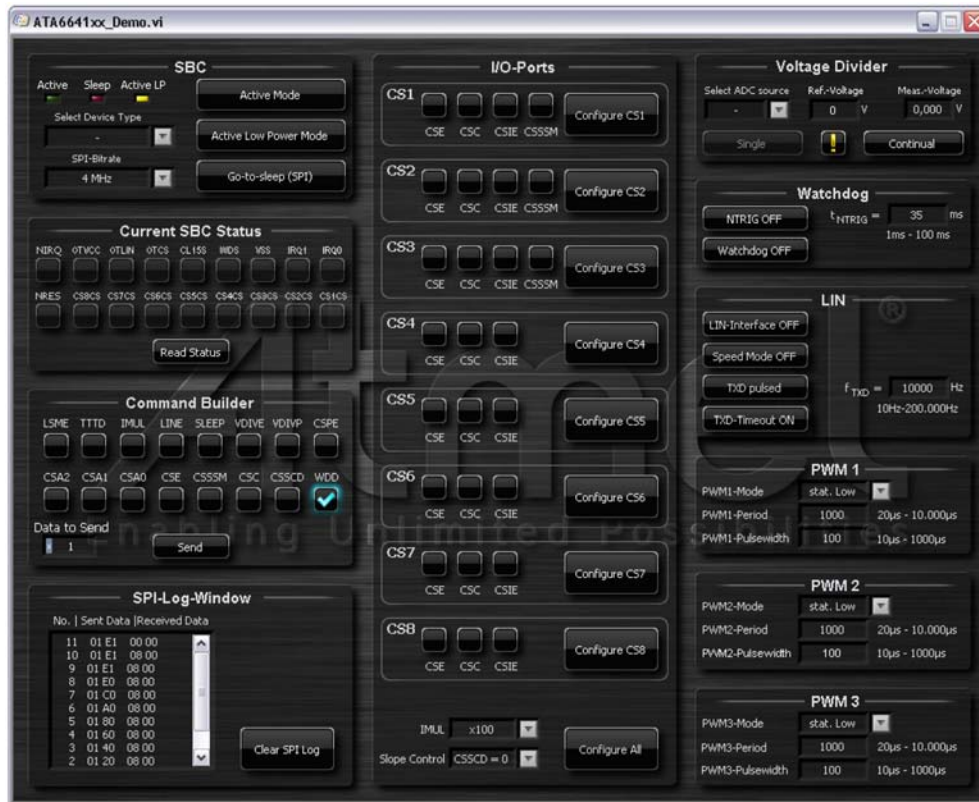 ATA6641xx_Demo.vi
SBC
Active Sleep Active LP
Active Mode
Select Device Type
-
Active Low Power Mode
SPI-Bitrate
4 MHz
Go-to-sleep (SPI)
Current SBC Status
NIRQ OTVCC OTLIN OTCS CL15S WDS VSS IRQ1 IRQ0
NRES CS8CS CS7CS CS6CS CS5CS CS4CS CS3CS CS2CS CS1CS
Read Status
Command Builder
LSME TTTD IMUL LINE SLEEP VDIVE VDIVP CSPE
CSA2 CSA1 CSA0 CSE CSSSM CSC CSSCD WDD
Data to Send
1
Send
SPI-Log-Window
No. | Sent Data |Received Data
11 01 E1 00 00
10 01 E1 08 00
9 01 E1 08 00
8 01 E0 08 00
7 01 C0 08 00
6 01 A0 08 00
5 01 80 08 00
4 01 60 08 00
3 01 40 08 00
2 01 20 08 00
Clear SPI Log
I/O-Ports
CS1
CSE CSC CSIE CSSSM
Configure CS1
CS2
CSE CSC CSIE CSSSM
Configure CS2
CS3
CSE CSC CSIE CSSSM
Configure CS3
CS4
CSE CSC CSIE
Configure CS4
CS5
CSE CSC CSIE
Configure CS5
CS6
CSE CSC CSIE
Configure CS6
CS7
CSE CSC CSIE
Configure CS7
CS8
CSE CSC CSIE
Configure CS8
IMUL x100
Slope Control CSSCD = 0
Configure All
Voltage Divider
Select ADC source Ref.-Voltage Meas.-Voltage
- 0 V 0,000 V
Single ! Continual
Watchdog
NTRIG OFF tNTRIG = 35 ms
1ms - 100 ms
Watchdog OFF
LIN
LIN-Interface OFF
Speed Mode OFF
TXD pulsed fTXD = 10000 Hz
10Hz-200.000Hz
TXD-Timeout ON
PWM 1
PWM1-Mode stat. Low
PWM1-Period 1000 20µs - 10.000µs
PWM1-Pulsewidth 100 10µs - 1000µs
PWM 2
PWM2-Mode stat. Low
PWM2-Period 1000 20µs - 10.000µs
PWM2-Pulsewidth 100 10µs - 1000µs
PWM 3
PWM3-Mode stat. Low
PWM3-Period 1000 20µs - 10.000µs
PWM3-Pulsewidth 100 10µs - 1000µs
Atmel ®
Enabling Unlimited Possibilities